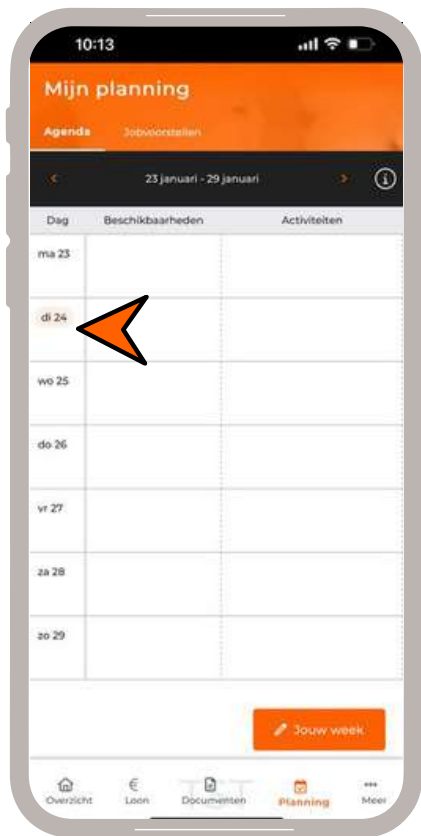 10:13
Mijn planning
Agenda Jobvoorstellen
< 23 januari - 29 januari > i
Dag Beschikbaarheden Activiteiten
ma 23
di 24
wo 25
do 26
vr 27
za 28
zo 29
Jouw week
TGT
Overzicht € Loon Documenten Planning Meer